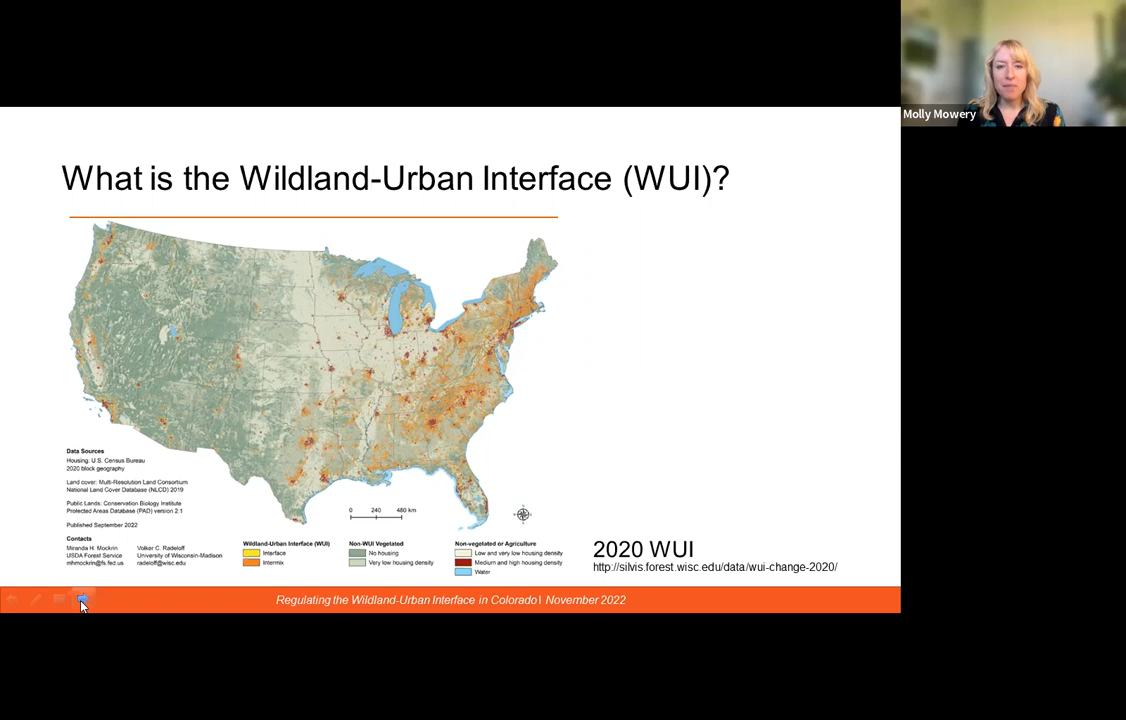 Molly Mowery
What is the Wildland-Urban Interface (WUI)?
Data Sources
Housing: U.S. Census Bureau
2020 block geography
Land cover: Multi-Resolution Land Consortium
National Land Cover Database (NLCD) 2019
Public Lands: Conservation Biology Institute
Protected Areas Database (PAD) version 2.1
Published September 2022
Contacts
Miranda H. Mockrin
USDA Forest Service
mhmockrin@fs.fed.us
Volker C. Radeloff
University of Wisconsin-Madison
radeloff@wisc.edu
0 240 480 km
Wildland-Urban Interface (WUI)
Interface
Intermix
Non-WUI Vegetated
No housing
Very low housing density
Non-vegetated or Agriculture
Low and very low housing density
Medium and high housing density
Water
2020 WUI
http://silvis.forest.wisc.edu/data/wui-change-2020/
Regulating the Wildland-Urban Interface in Colorado| November 2022